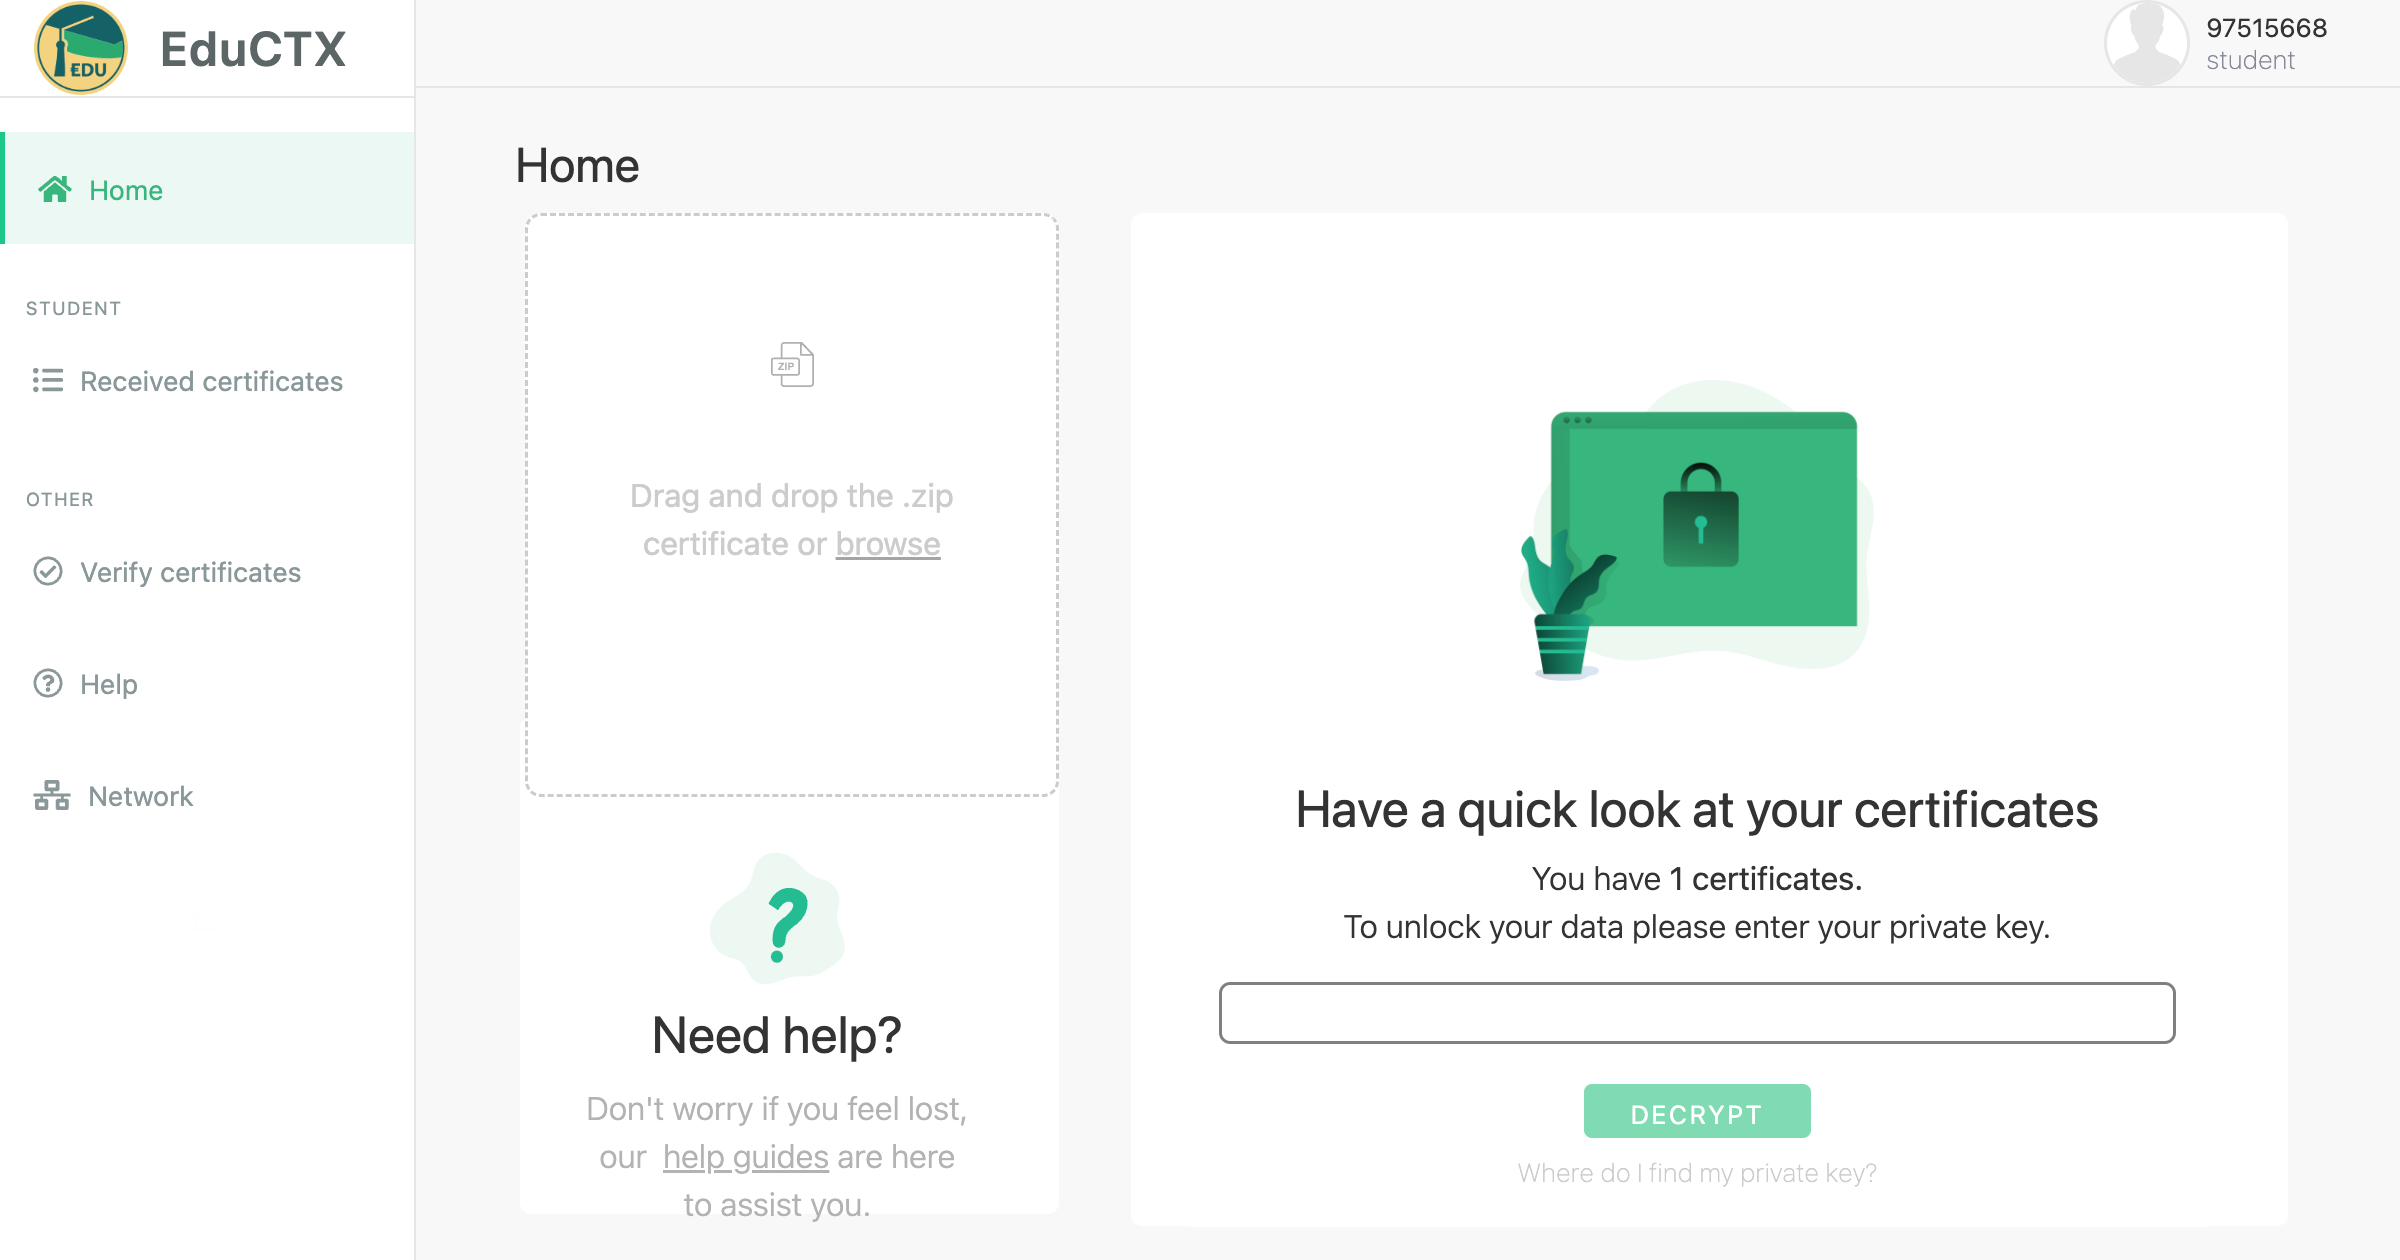 EDU
EduCTX
97515668
student
Home
STUDENT
Received certificates
OTHER
Verify certificates
Help
Network
Home
ZIP
Drag and drop the .zip
certificate or browse
Need help?
Don't worry if you feel lost,
our help guides are here
to assist you.
Have a quick look at your certificates
You have 1 certificates.
To unlock your data please enter your private key.
DECRYPT
Where do I find my private key?